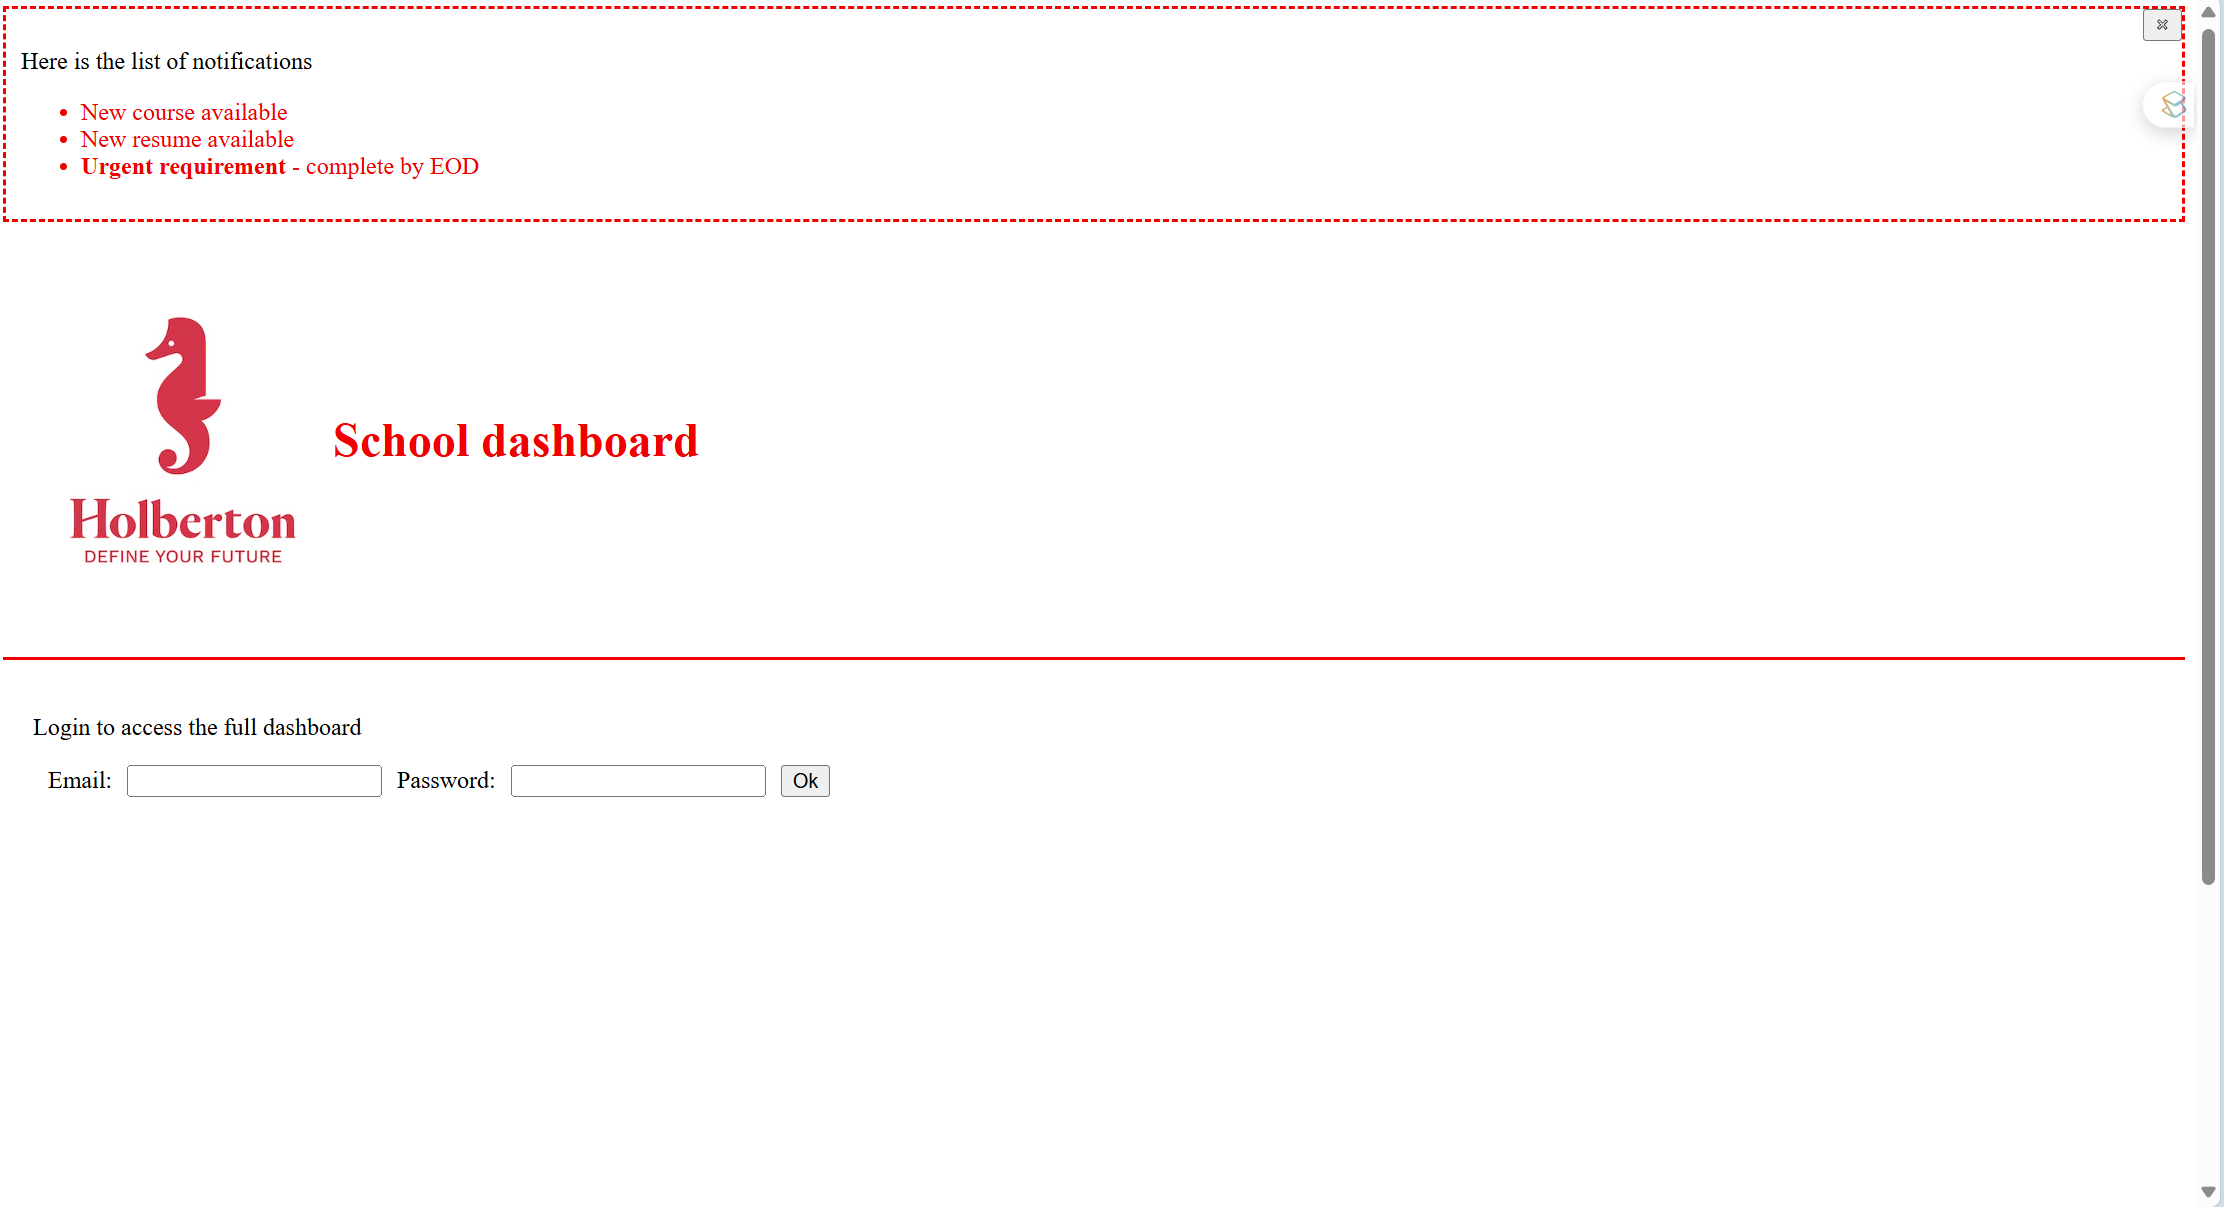 Here is the list of notifications
New course available
New resume available
Urgent requirement - complete by EOD
School dashboard
Holberton
DEFINE YOUR FUTURE
Login to access the full dashboard
Email: Password: Ok